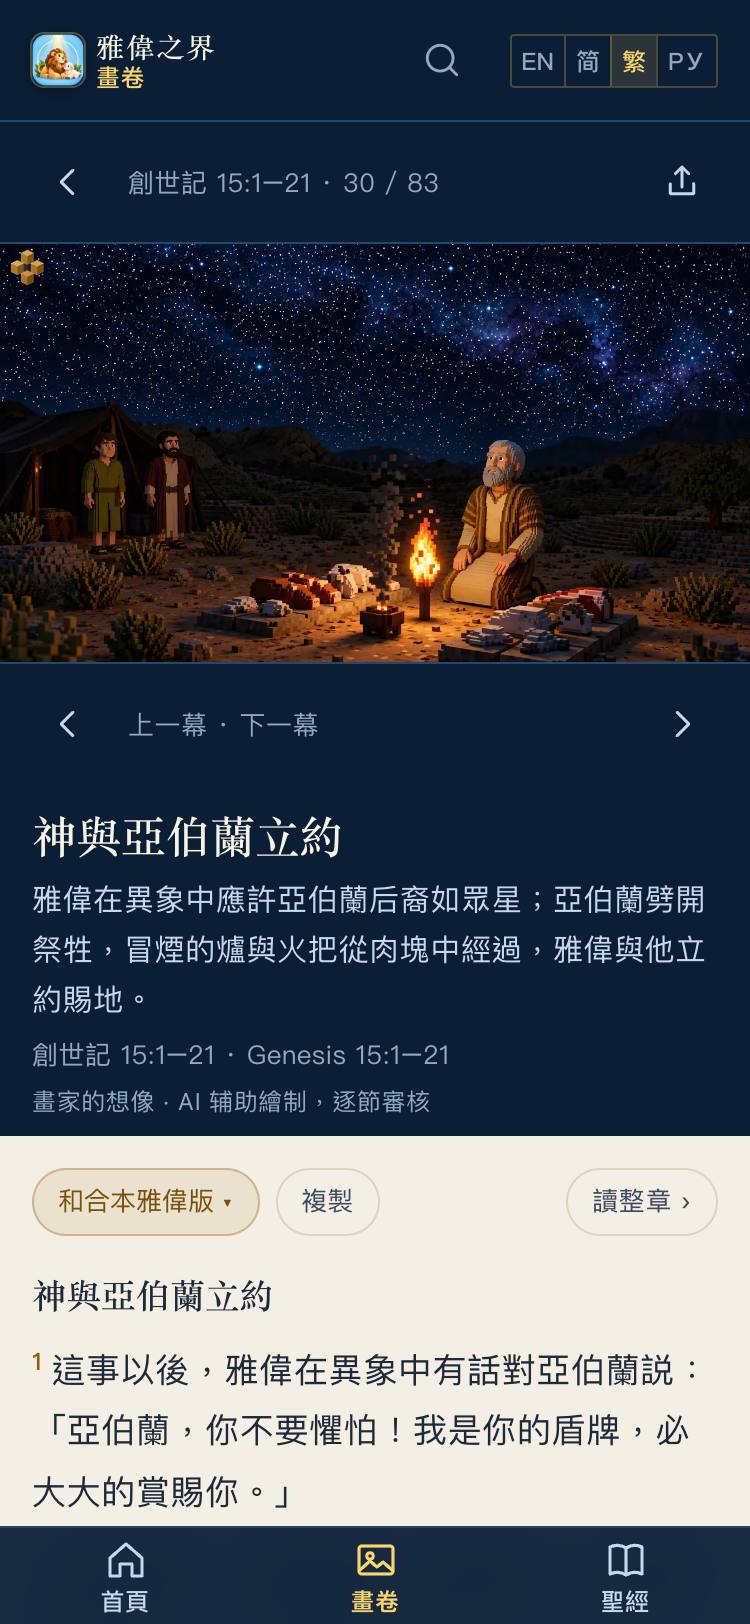 雅偉之界
畫卷
EN 简 繁 РУ
創世記 15:1—21 · 30 / 83
上一幕 · 下一幕
神與亞伯蘭立約
雅偉在異象中應許亞伯蘭后裔如眾星；亞伯蘭劈開
祭牲，冒煙的爐與火把從肉塊中經過，雅偉與他立
約賜地。
創世記 15:1—21 · Genesis 15:1—21
畫家的想像 · AI 辅助繪制，逐節審核
和合本雅偉版 ▾ 複製 讀整章 ›
神與亞伯蘭立約
1 這事以後，雅偉在異象中有話對亞伯蘭説：
「亞伯蘭，你不要懼怕！我是你的盾牌，必
大大的賞賜你。」
首頁 畫卷 聖經